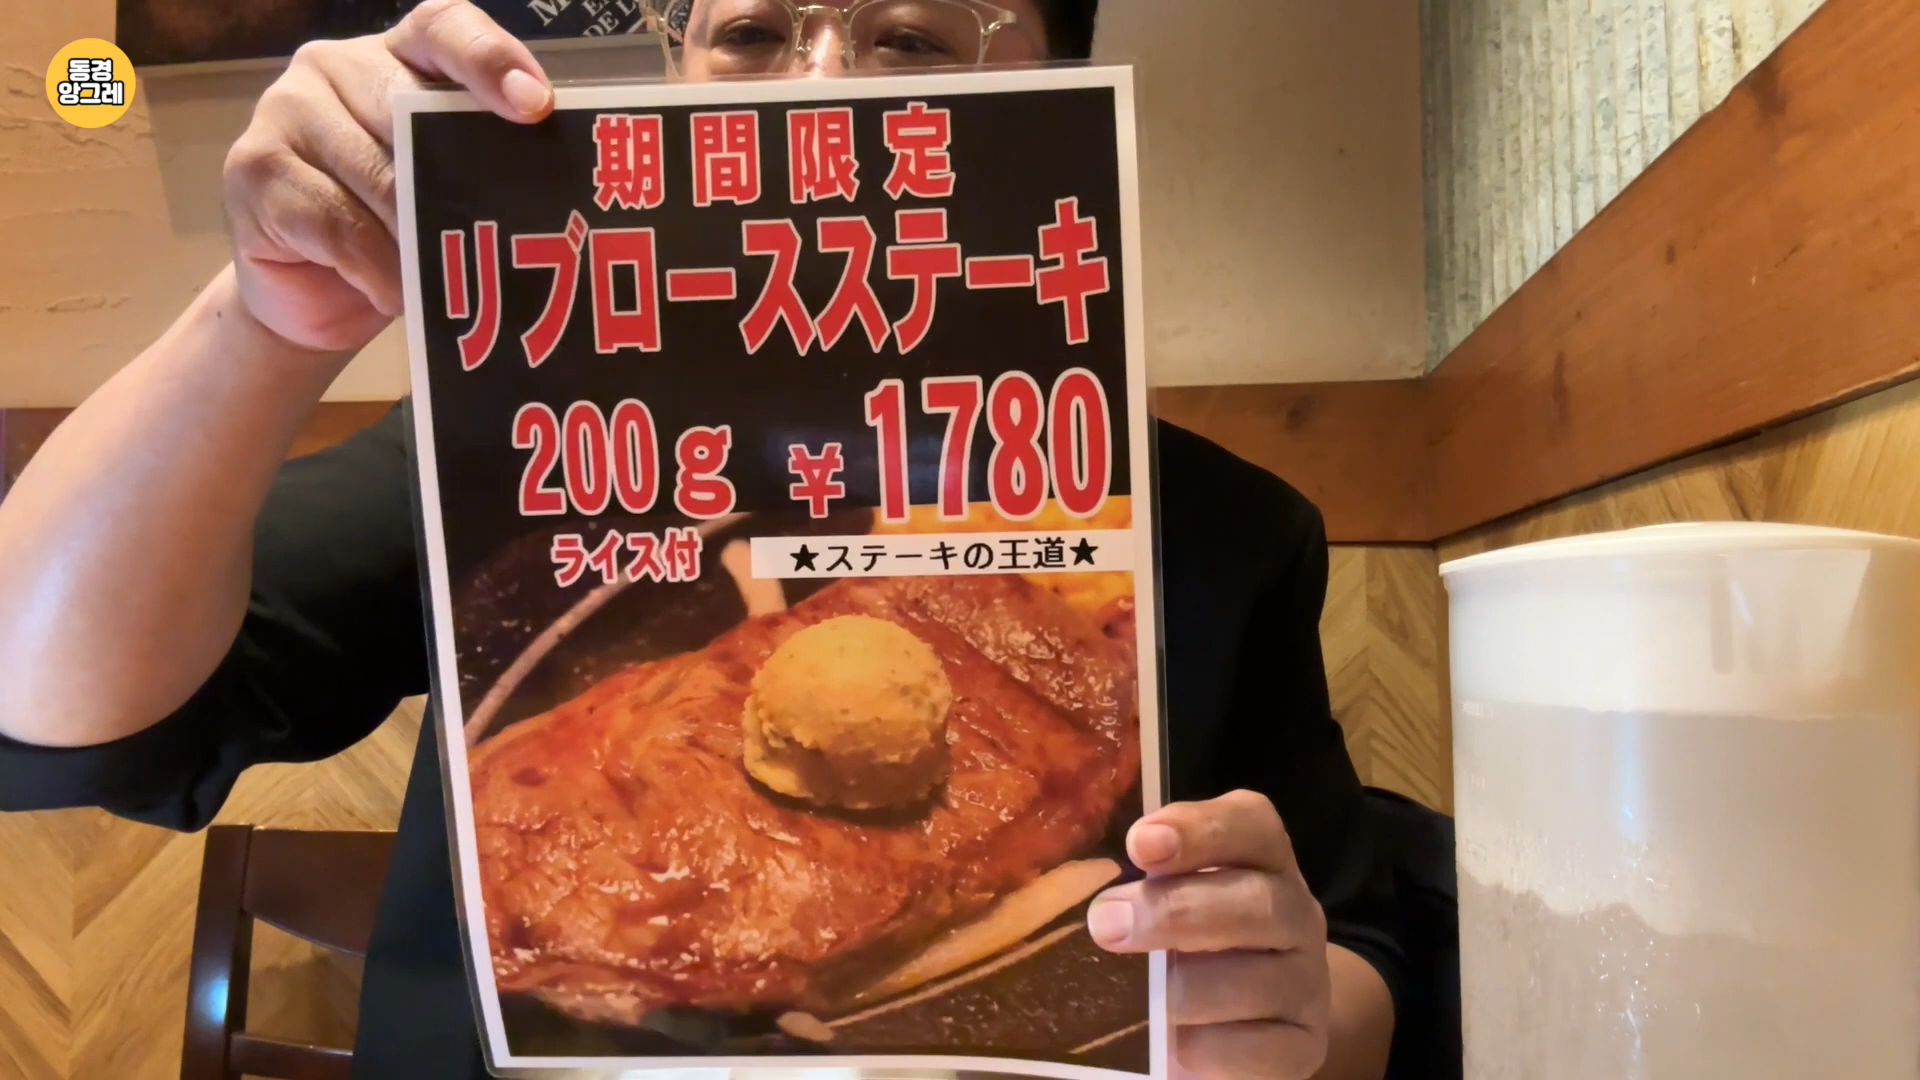 동경
앙그레
期間限定
リブロースステーキ
200g ¥1780
ライス付
★ステーキの王道★